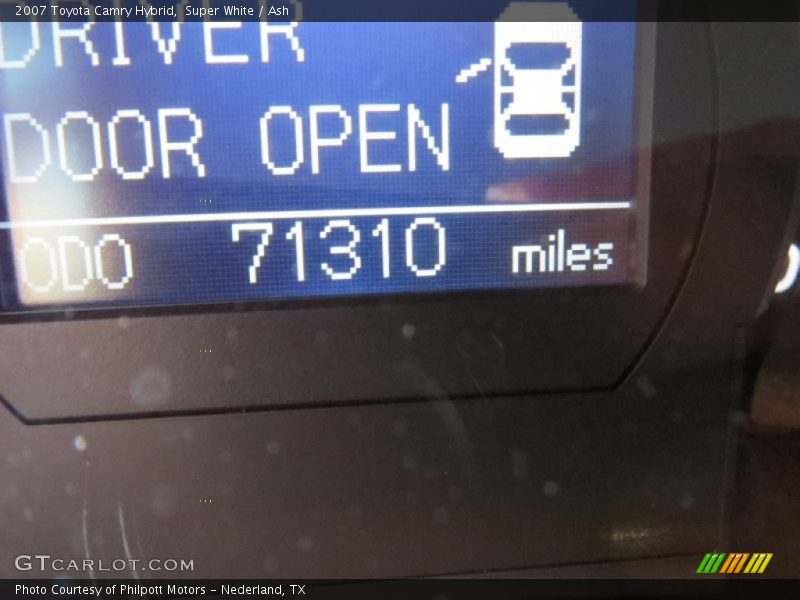 2007 Toyota Camry Hybrid, Super White / Ash
DRIVER
DOOR OPEN
ODO 71310 miles
GTCARLOT.COM
Photo Courtesy of Philpott Motors - Nederland, TX